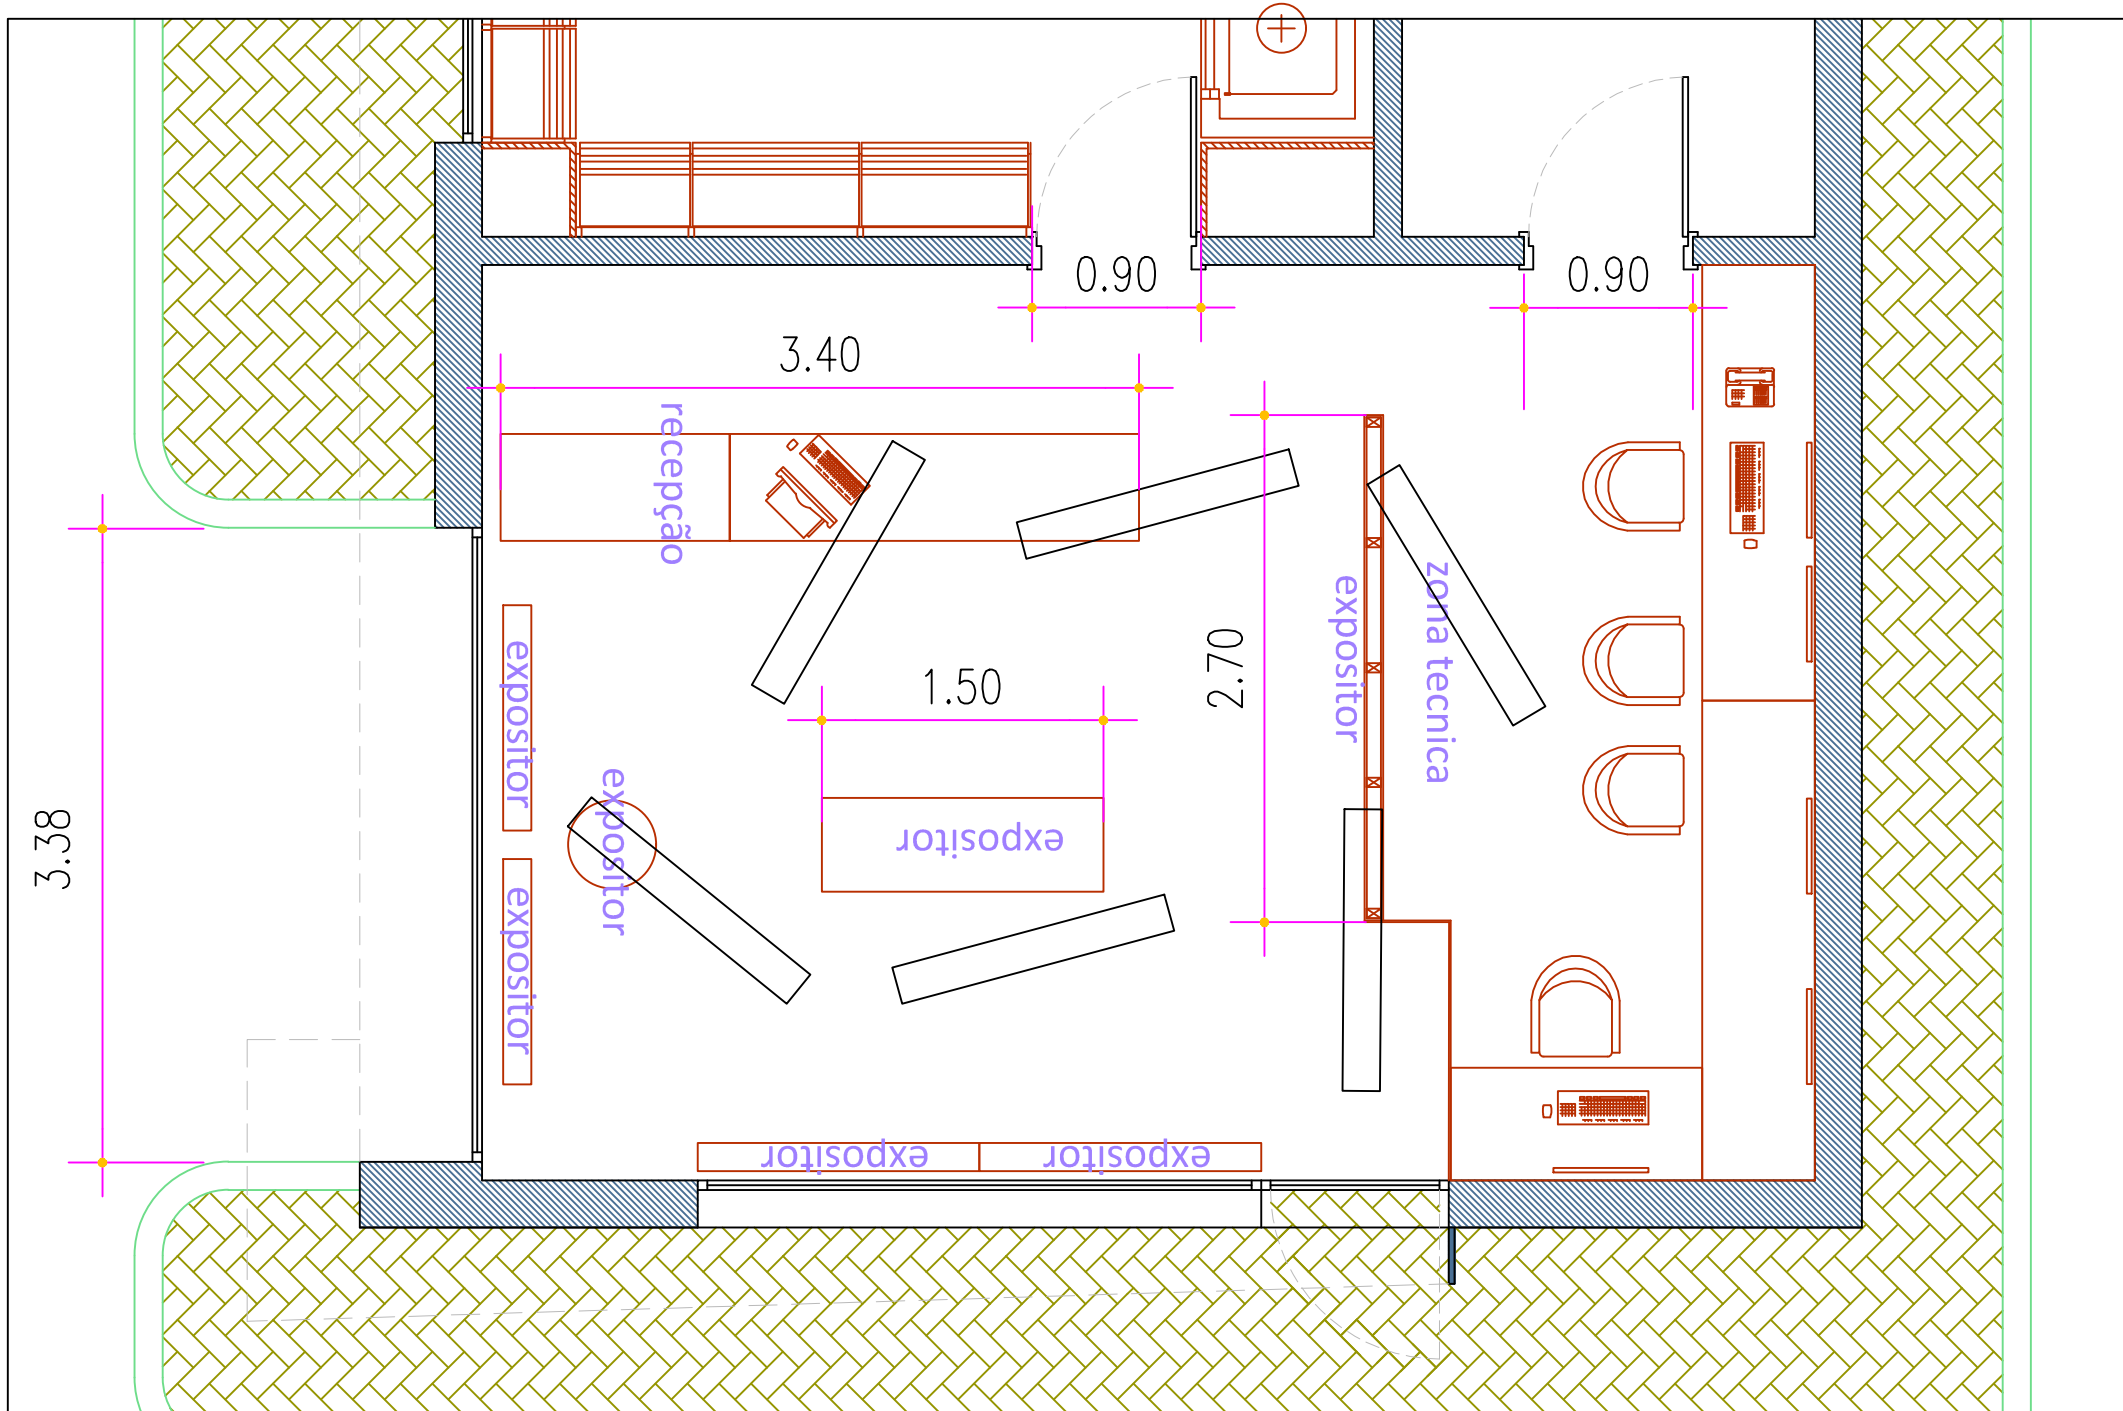 0.90
0.90
3.40
recepção
zona tecnica
expositor
2.70
1.50
expositor
expositor
expositor
3.38
expositor
expositor
expositor